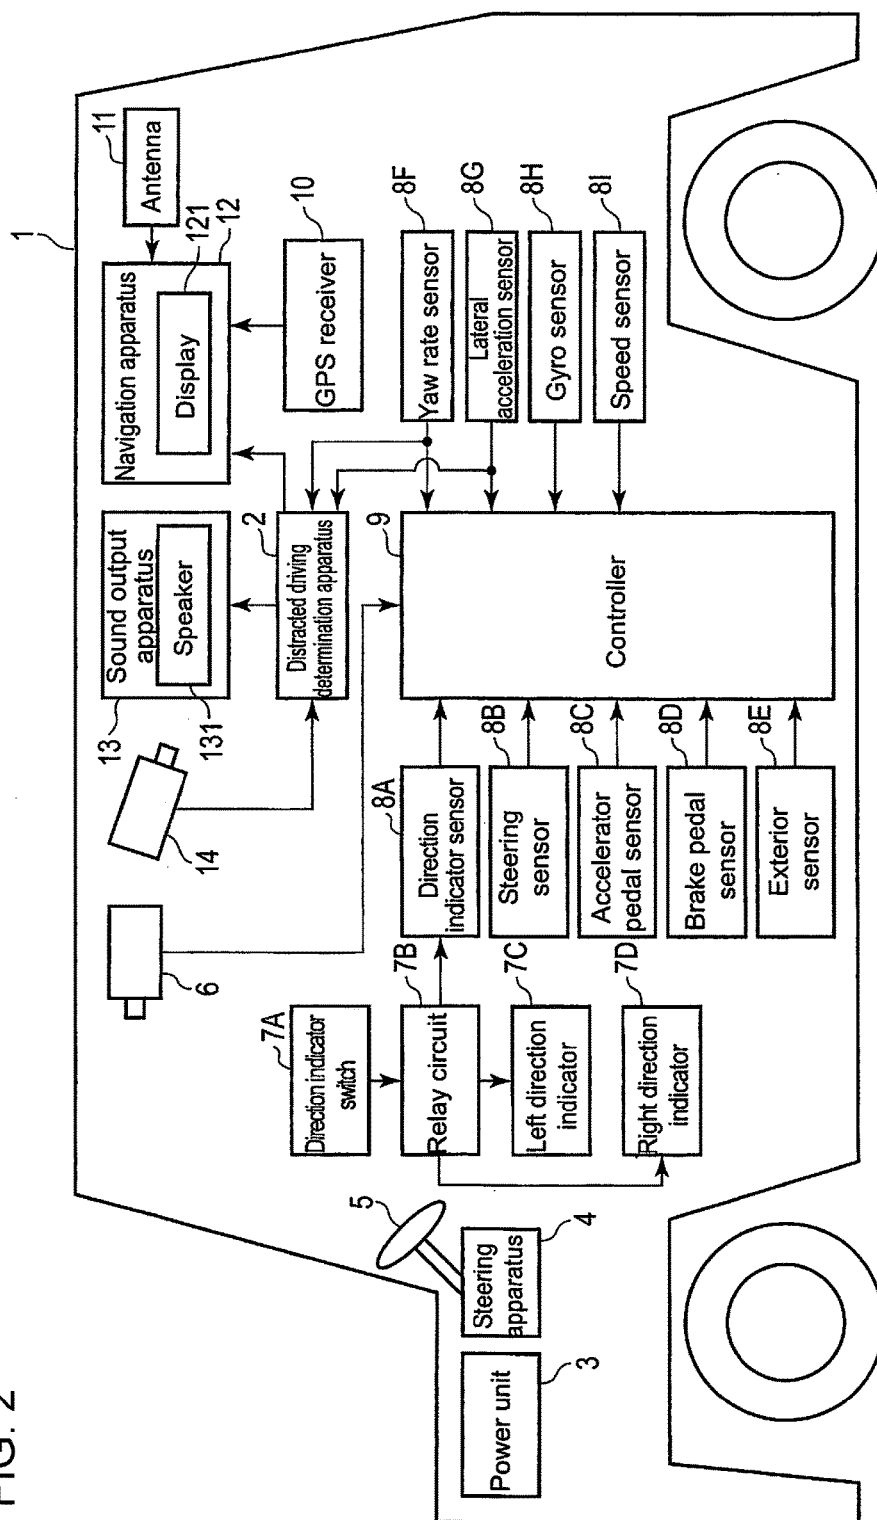 FIG. 2
1
11
Antenna
Navigation apparatus
121
12
Display
10
GPS receiver
Sound output
apparatus
Speaker
13
131
2
Distracted driving
determination apparatus
14
6
8F
Yaw rate sensor
8G
Lateral
acceleration sensor
8H
Gyro sensor
8I
Speed sensor
9
Controller
8A
Direction
indicator sensor
8B
Steering
sensor
8C
Accelerator
pedal sensor
8D
Brake pedal
sensor
8E
Exterior
sensor
7A
Direction indicator
switch
7B
Relay circuit
7C
Left direction
indicator
7D
Right direction
indicator
5
4
Steering
apparatus
3
Power unit